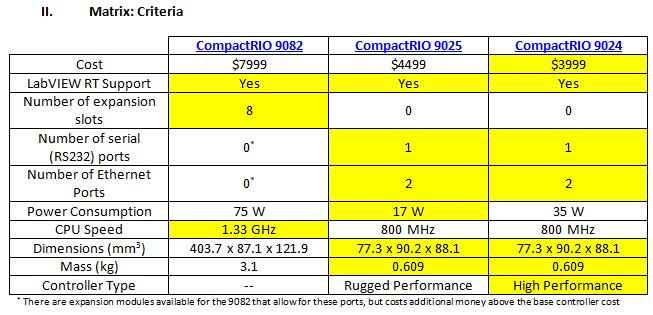 II. Matrix: Criteria
CompactRIO 9082 CompactRIO 9025 CompactRIO 9024
Cost $7999 $4499 $3999
LabVIEW RT Support Yes Yes Yes
Number of expansion
slots 8 0 0
Number of serial
(RS232) ports 0* 1 1
Number of Ethernet
Ports 0* 2 2
Power Consumption 75 W 17 W 35 W
CPU Speed 1.33 GHz 800 MHz 800 MHz
Dimensions (mm3) 403.7 x 87.1 x 121.9 77.3 x 90.2 x 88.1 77.3 x 90.2 x 88.1
Mass (kg) 3.1 0.609 0.609
Controller Type -- Rugged Performance High Performance
* There are expansion modules available for the 9082 that allow for these ports, but costs additional money above the base controller cost